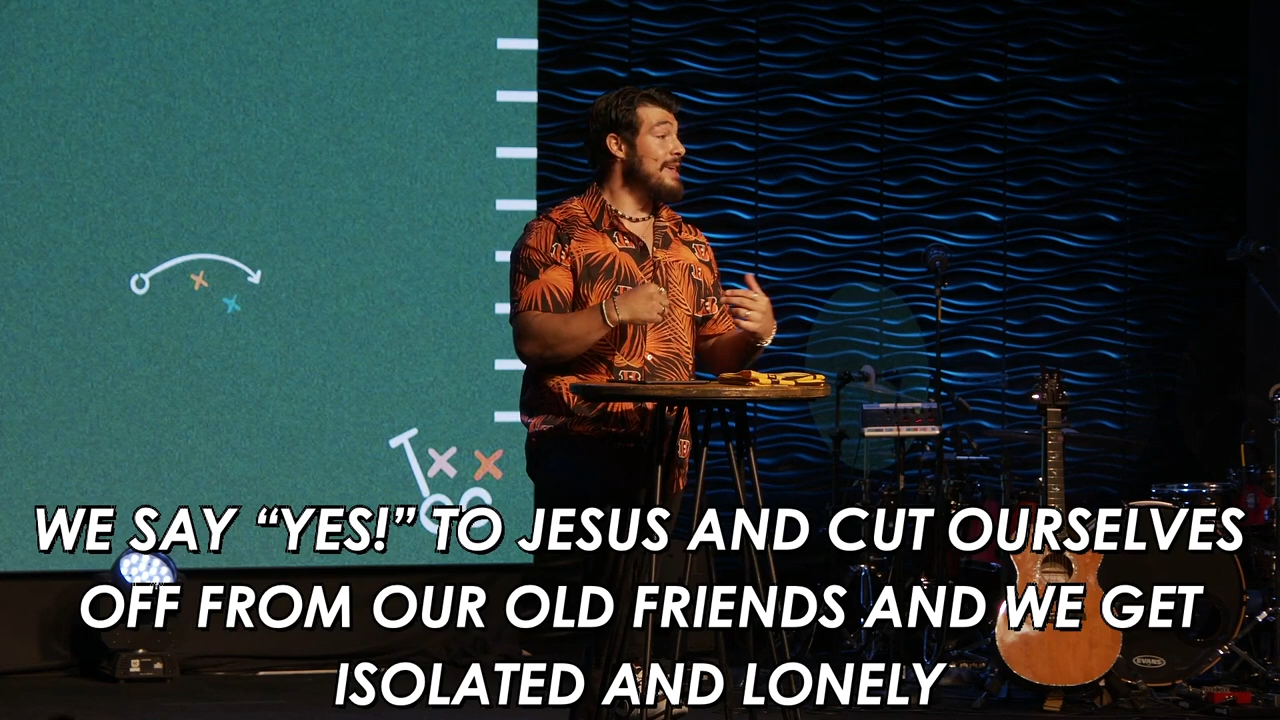 WE SAY “YES!” TO JESUS AND CUT OURSELVES
OFF FROM OUR OLD FRIENDS AND WE GET
ISOLATED AND LONELY
EVANS